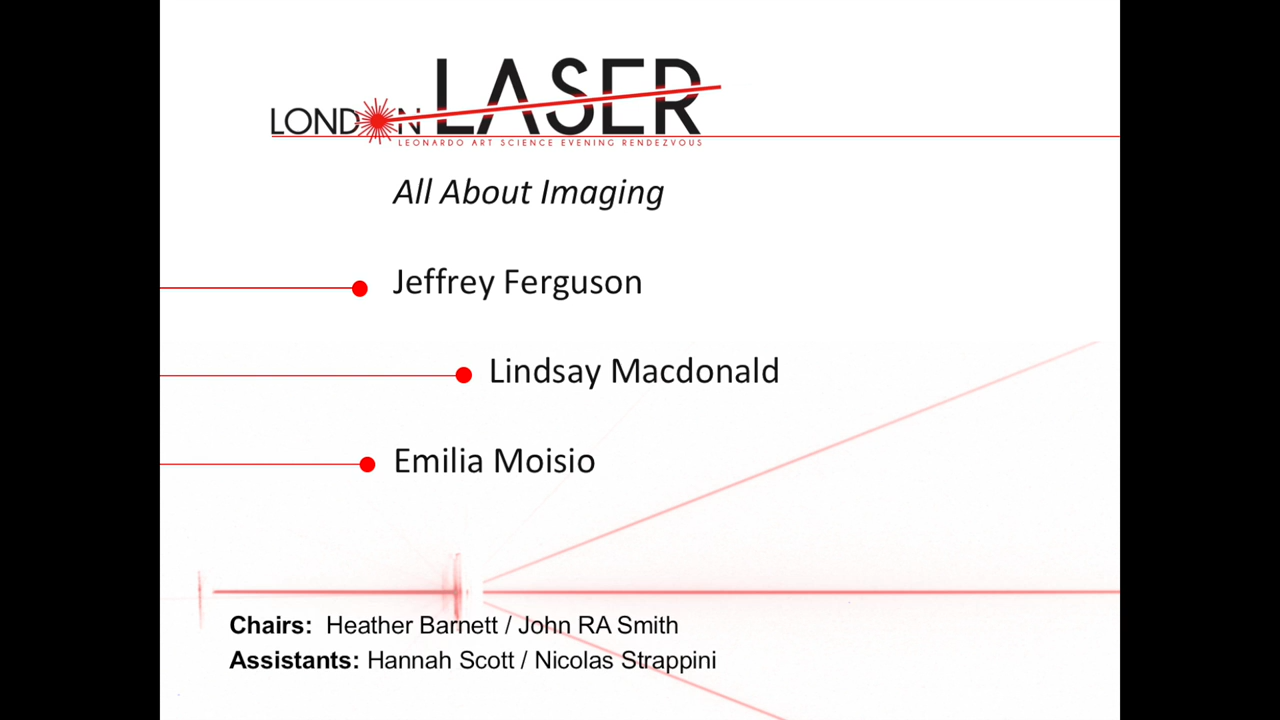 LONDON LASER
LEONARDO ART SCIENCE EVENING RENDEZVOUS
All About Imaging
Jeffrey Ferguson
Lindsay Macdonald
Emilia Moisio
Chairs: Heather Barnett / John RA Smith
Assistants: Hannah Scott / Nicolas Strappini